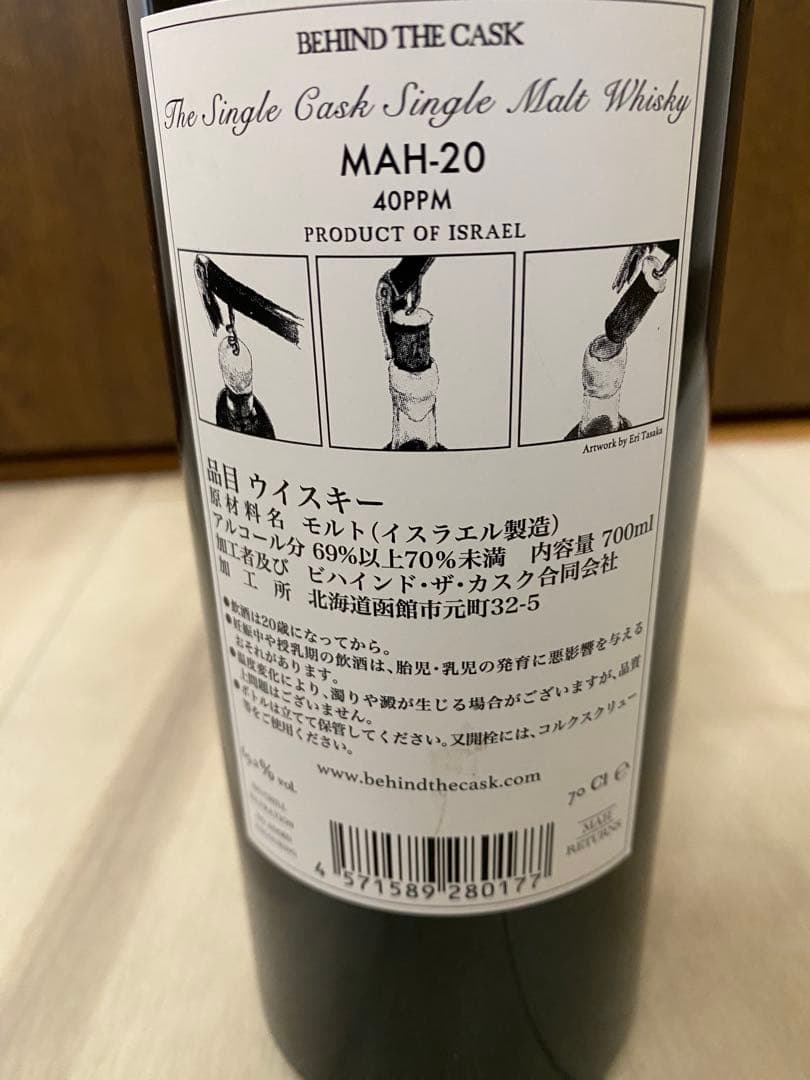 BEHIND THE CASK
The Single Cask Single Malt Whisky
MAH-20
40PPM
PRODUCT OF ISRAEL
Artwork by Eri Tasaka
品目 ウイスキー
原材料名 モルト(イスラエル製造)
アルコール分 69%以上70%未満 内容量 700ml
加工者及び ビハインド・ザ・カスク合同会社
加工所 北海道函館市元町32-5
●飲酒は20歳になってから。
●妊娠中や授乳期の飲酒は、胎児・乳児の発育に悪影響を与える
おそれがあります。
●温度変化により、濁りや澱が生じる場合がございますが、品質
上問題はございません。
●ボトルは立てて保管してください。又開栓には、コルクスクリュー
等をご使用ください。
www.behindthecask.com
% vol.
70 Cl ℮
MAH
RETURNS
4 571589 280177